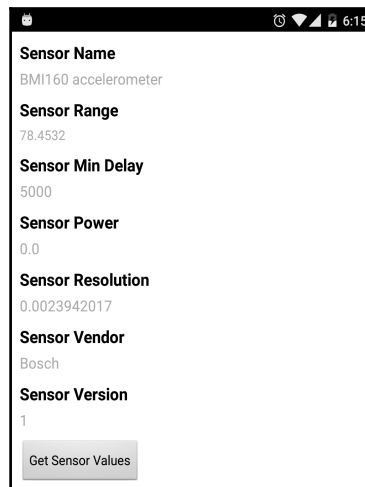 6:15
Sensor Name
BMI160 accelerometer
Sensor Range
78.4532
Sensor Min Delay
5000
Sensor Power
0.0
Sensor Resolution
0.0023942017
Sensor Vendor
Bosch
Sensor Version
1
Get Sensor Values